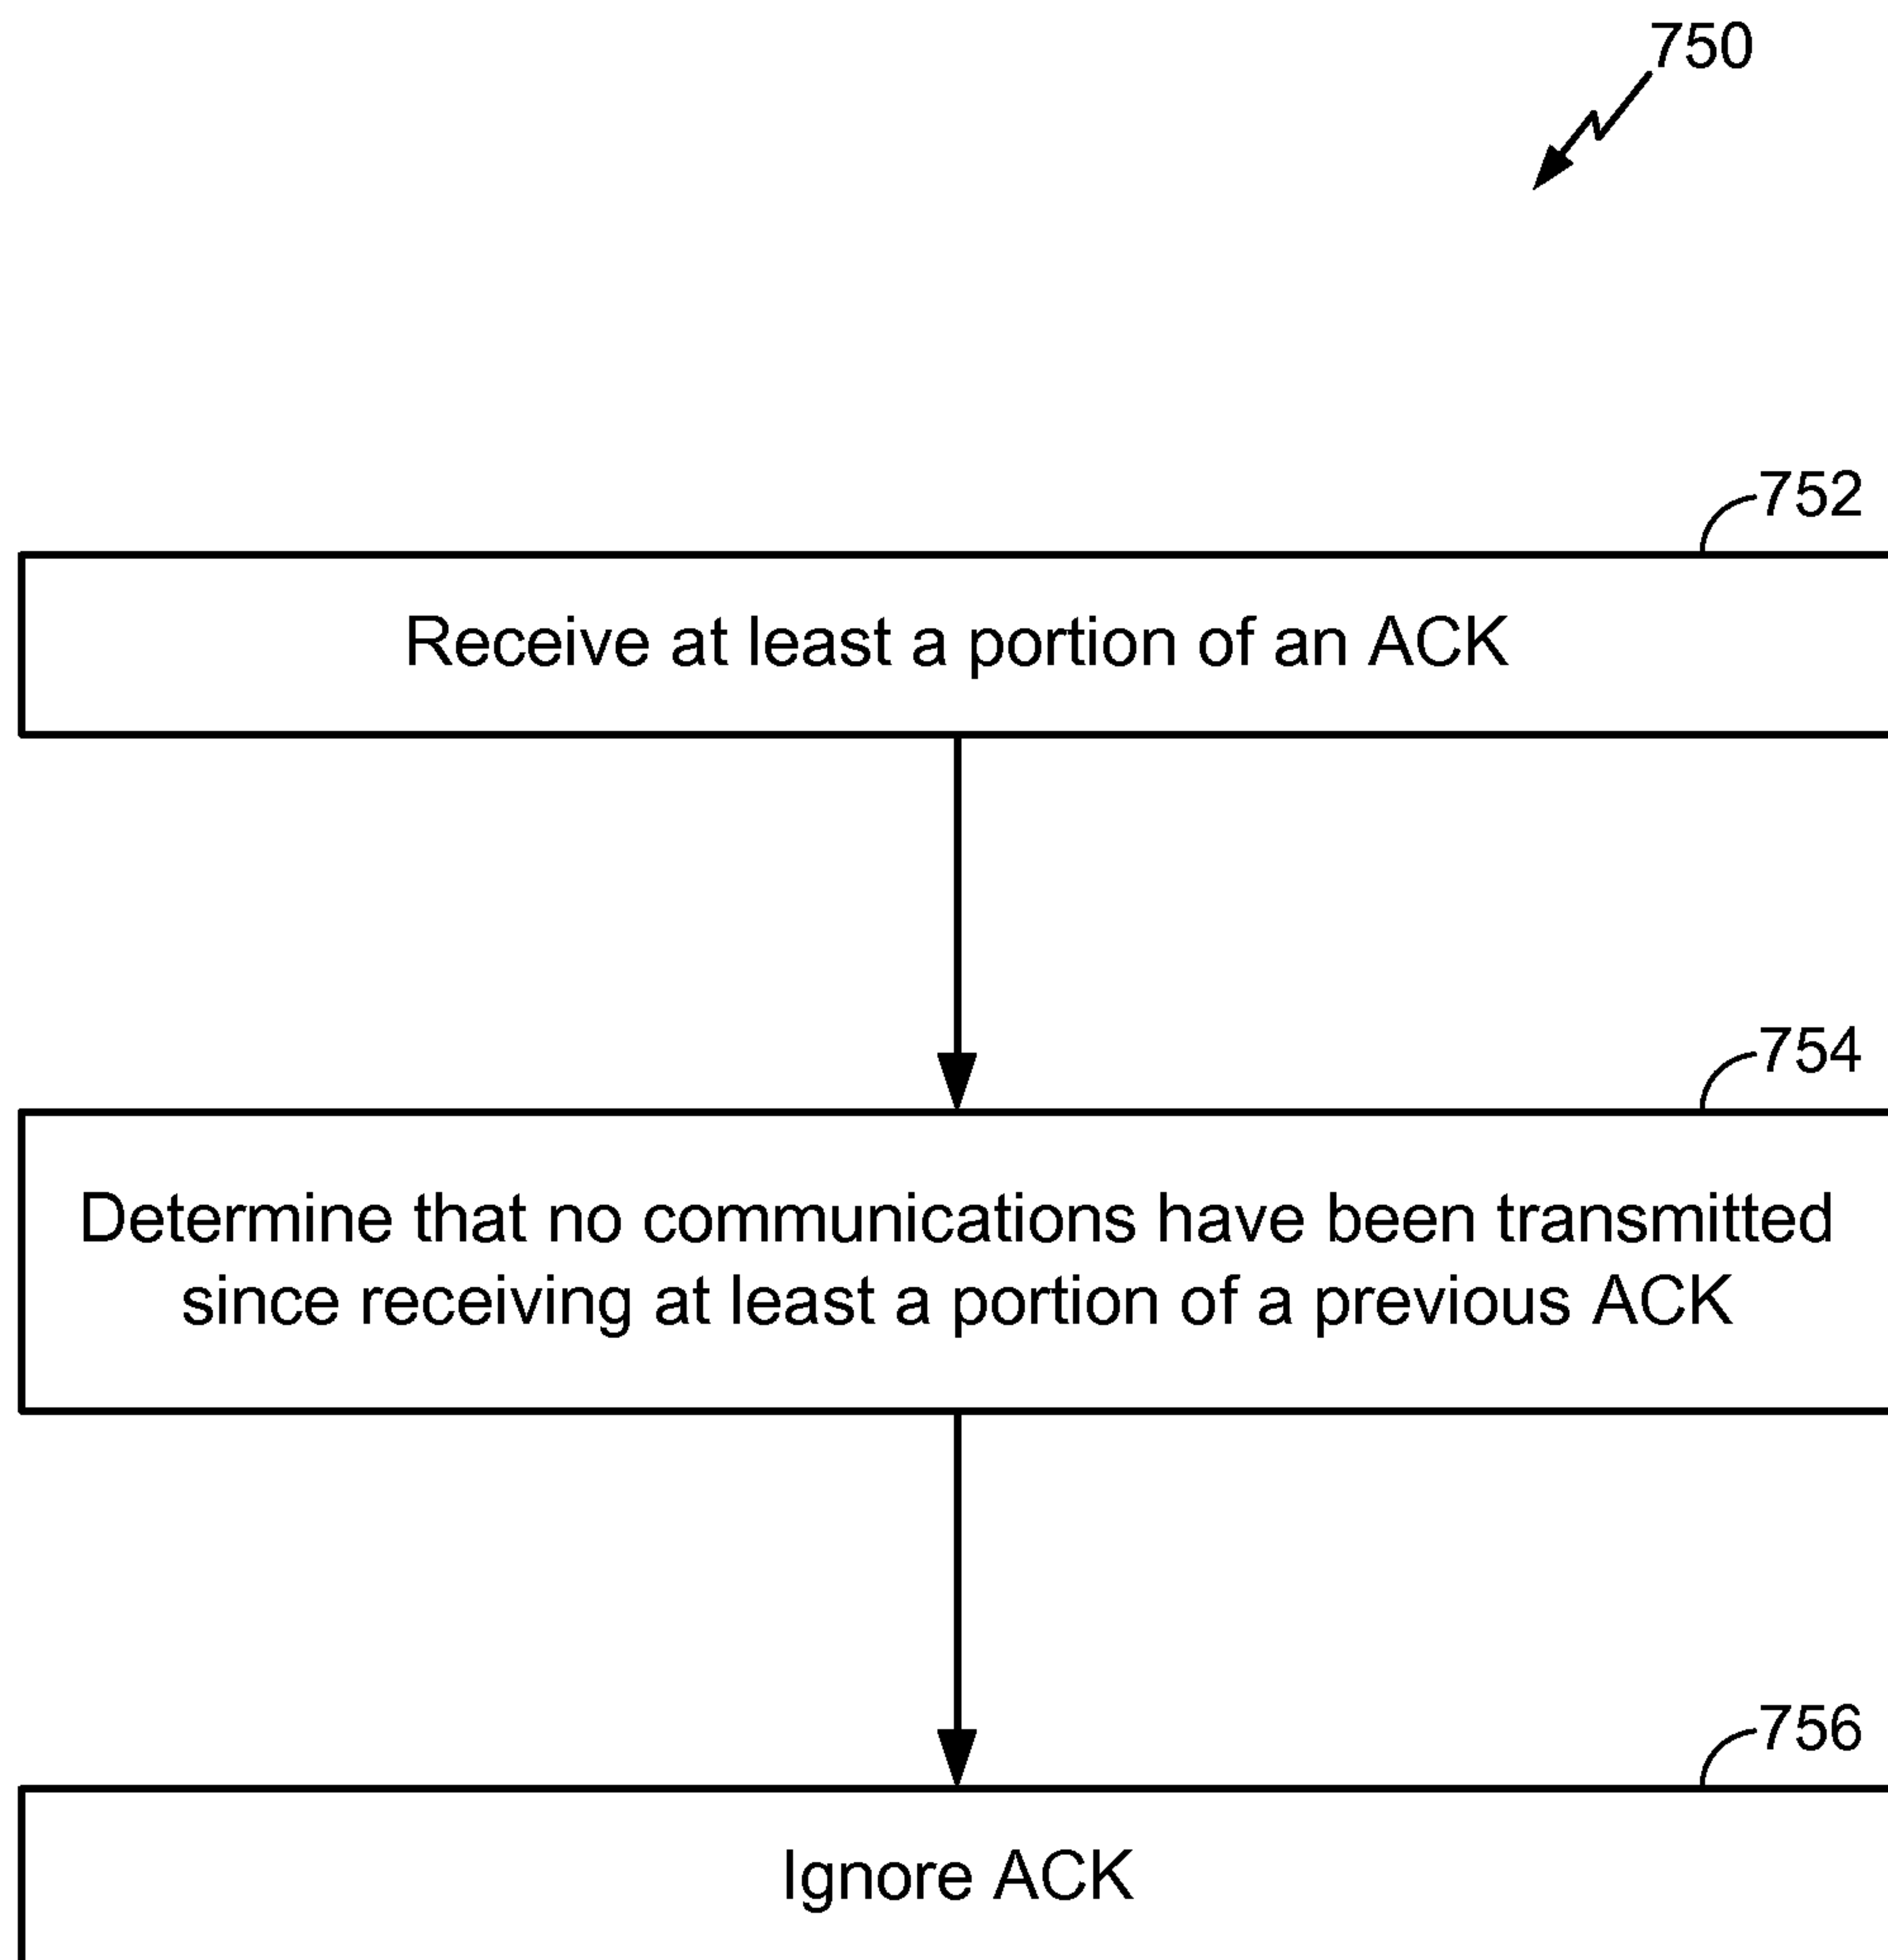 750
752
Receive at least a portion of an ACK
754
Determine that no communications have been transmitted
since receiving at least a portion of a previous ACK
756
Ignore ACK